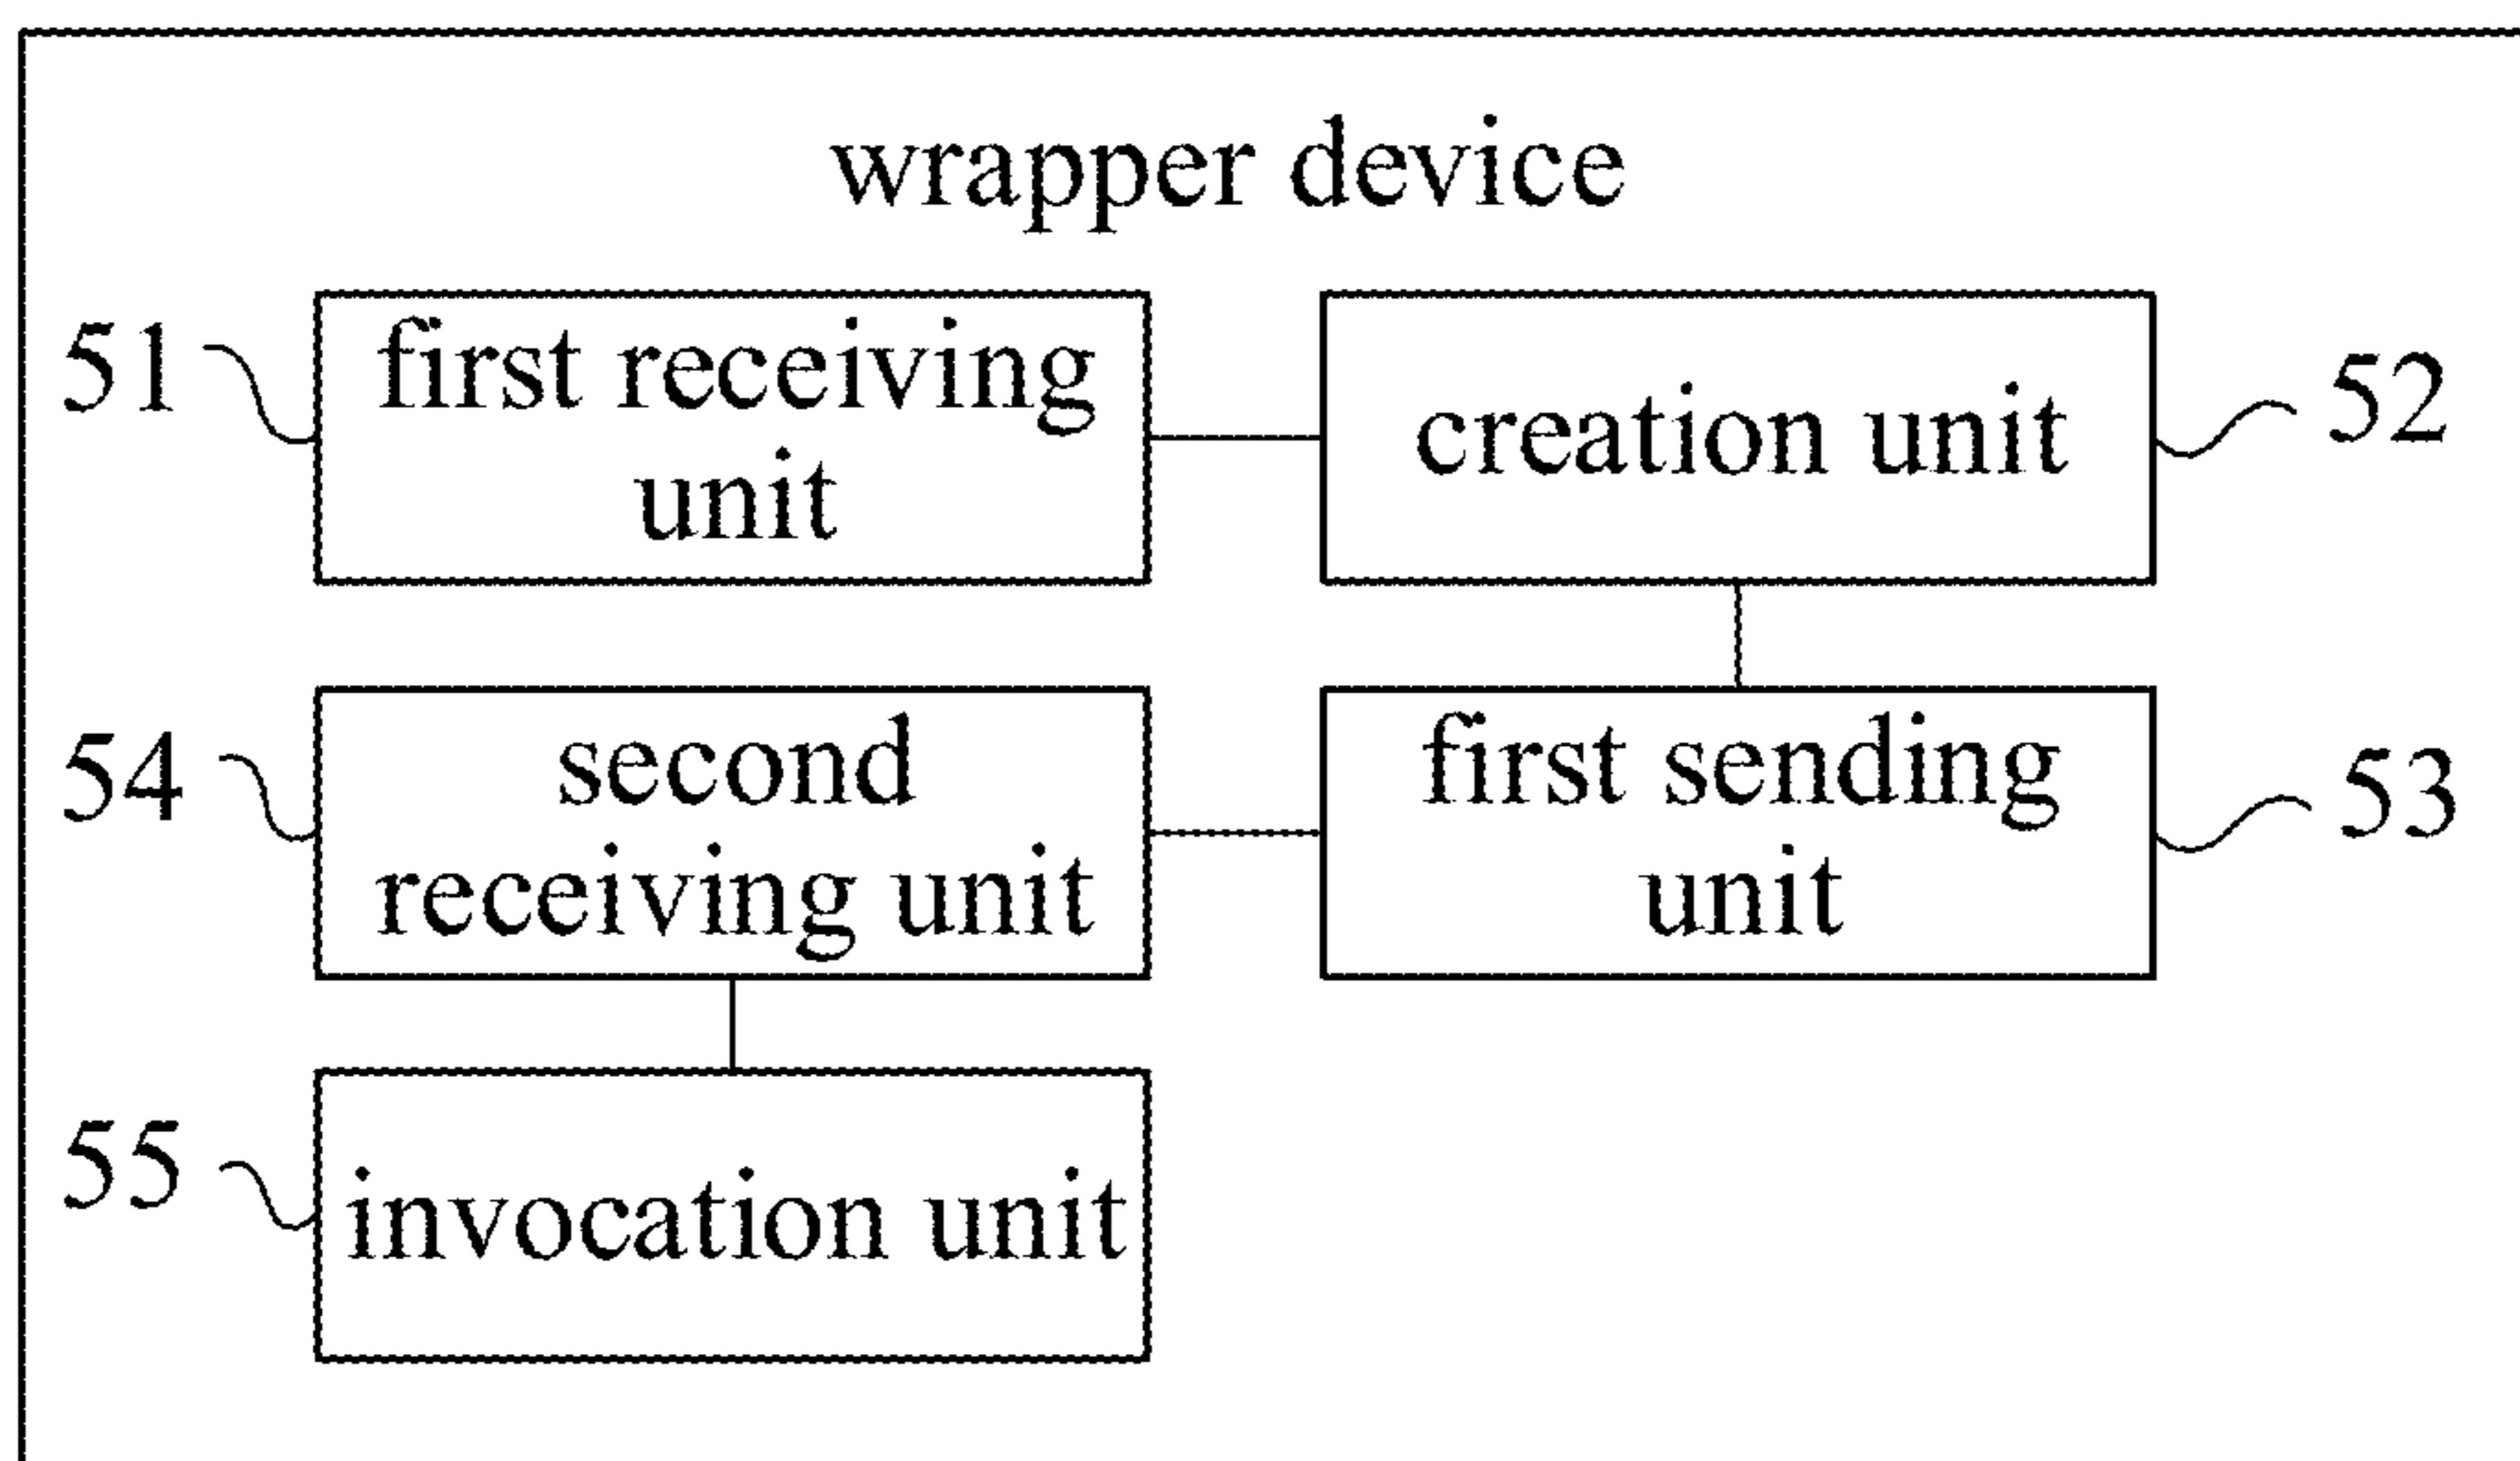 wrapper device
51
first receiving
unit
creation unit
52
54
second
receiving unit
first sending
unit
53
55
invocation unit